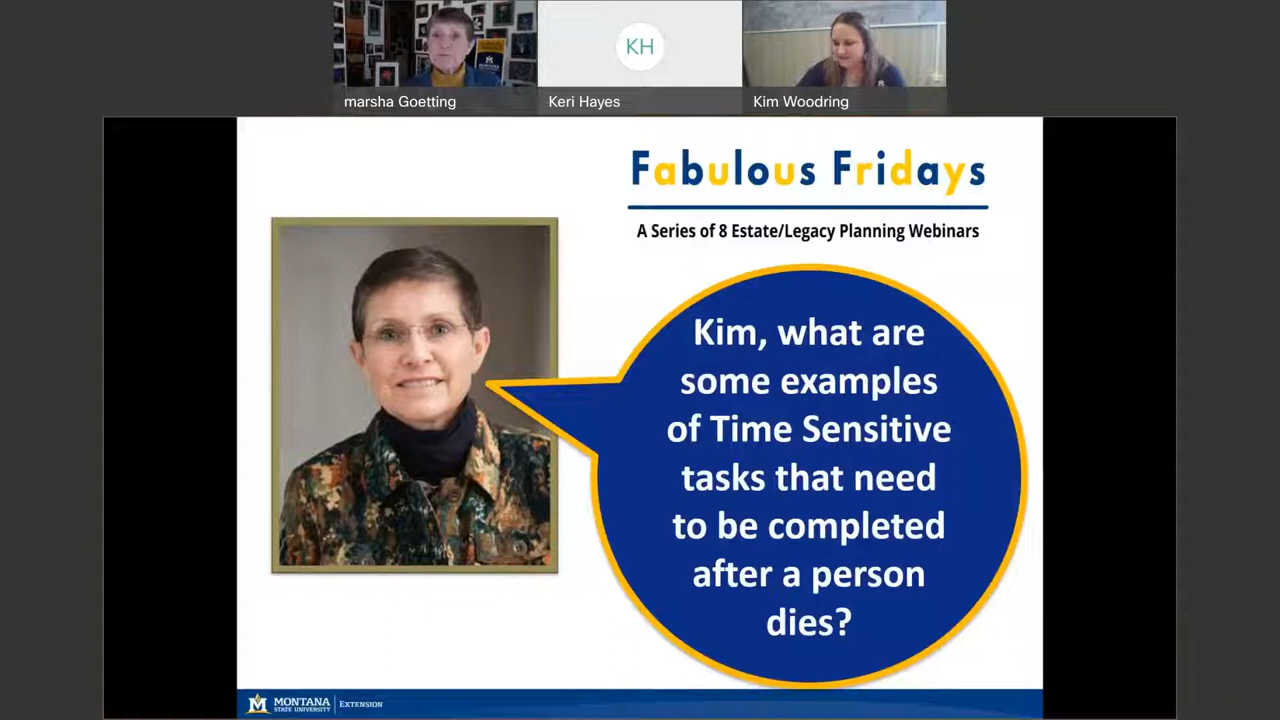 KH
marsha Goetting
Keri Hayes
Kim Woodring
Fabulous Fridays
A Series of 8 Estate/Legacy Planning Webinars
Kim, what are
some examples
of Time Sensitive
tasks that need
to be completed
after a person
dies?
M MONTANA
STATE UNIVERSITY
EXTENSION